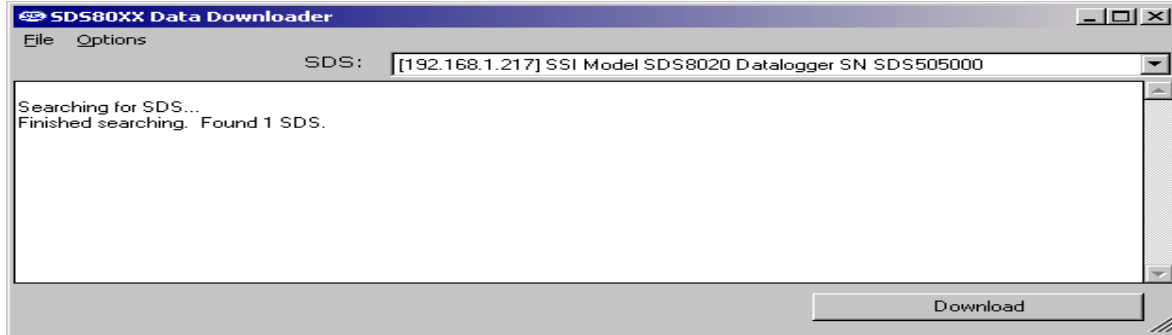 SDS80XX Data Downloader
File Options
SDS: [192.168.1.217] SSI Model SDS8020 Datalogger SN SDS505000
Searching for SDS...
Finished searching. Found 1 SDS.
Download